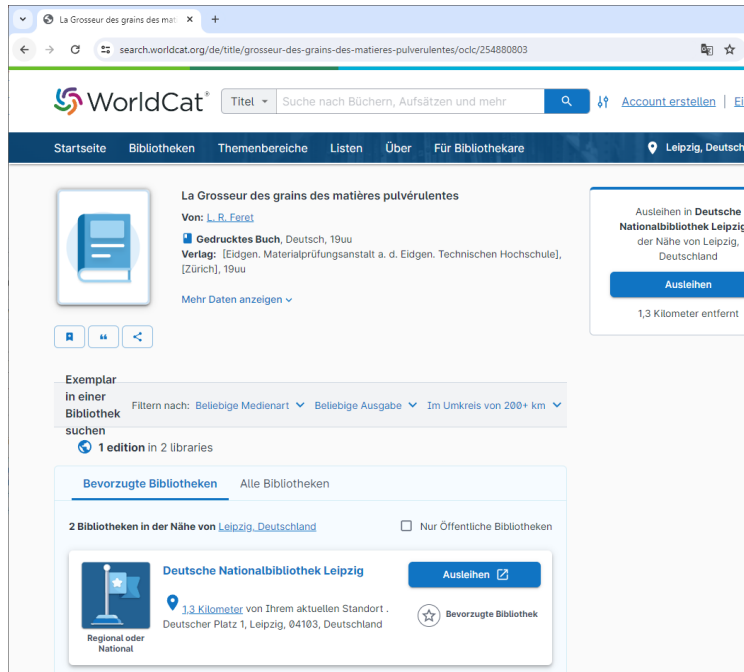 La Grosseur des grains des mat
search.worldcat.org/de/title/grosseur-des-grains-des-matieres-pulverulentes/oclc/254880803
WorldCat®
Titel
Suche nach Büchern, Aufsätzen und mehr
Account erstellen | Ei
Startseite Bibliotheken Themenbereiche Listen Über Für Bibliothekare
Leipzig, Deutsch
La Grosseur des grains des matières pulvérulentes
Von: L. R. Feret
Gedrucktes Buch, Deutsch, 19uu
Verlag: [Eidgen. Materialprüfungsanstalt a. d. Eidgen. Technischen Hochschule],
[Zürich], 19uu
Mehr Daten anzeigen
Ausleihen in Deutsche
Nationalbibliothek Leipzig
der Nähe von Leipzig,
Deutschland
Ausleihen
1,3 Kilometer entfernt
Exemplar
in einer
Bibliothek
suchen
Filtern nach: Beliebige Medienart Beliebige Ausgabe Im Umkreis von 200+ km
1 edition in 2 libraries
Bevorzugte Bibliotheken Alle Bibliotheken
2 Bibliotheken in der Nähe von Leipzig, Deutschland
Nur Öffentliche Bibliotheken
Regional oder
National
Deutsche Nationalbibliothek Leipzig
1,3 Kilometer von Ihrem aktuellen Standort .
Deutscher Platz 1, Leipzig, 04103, Deutschland
Ausleihen
Bevorzugte Bibliothek